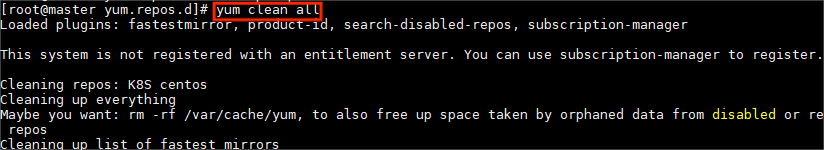 [root@master yum.repos.d]# yum clean all
Loaded plugins: fastestmirror, product-id, search-disabled-repos, subscription-manager
This system is not registered with an entitlement server. You can use subscription-manager to register.
Cleaning repos: K8S centos
Cleaning up everything
Maybe you want: rm -rf /var/cache/yum, to also free up space taken by orphaned data from disabled or re
repos
Cleaning up list of fastest mirrors